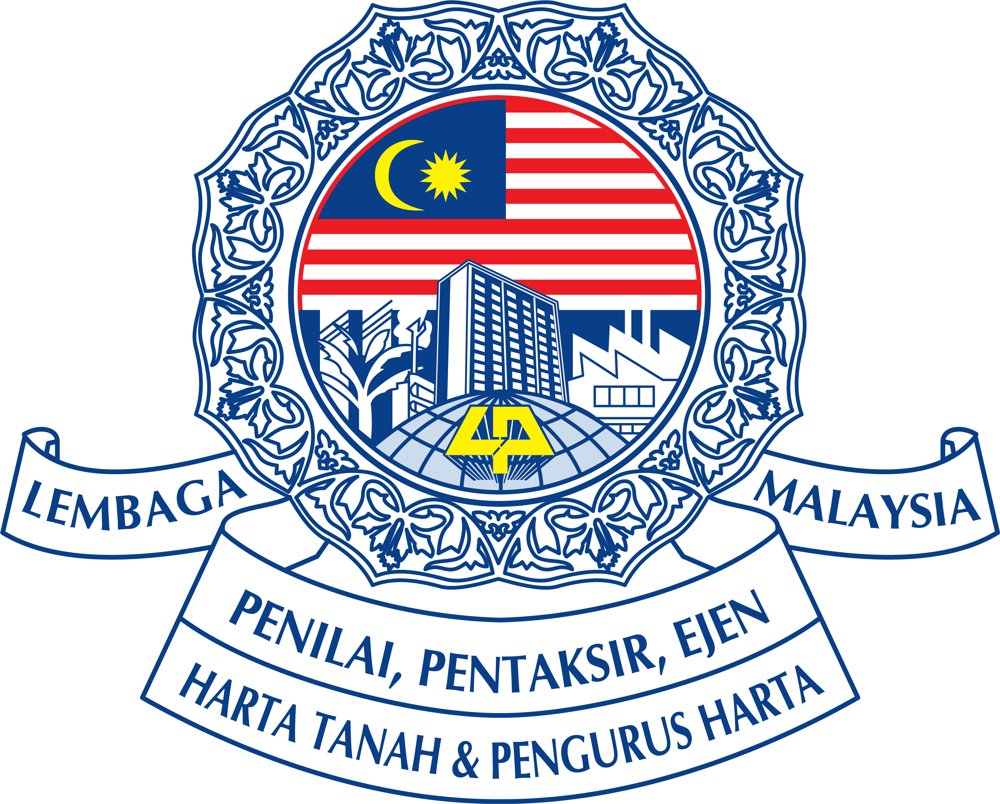 LEMBAGA
PENILAI, PENTAKSIR, EJEN
HARTA TANAH & PENGURUS HARTA
MALAYSIA